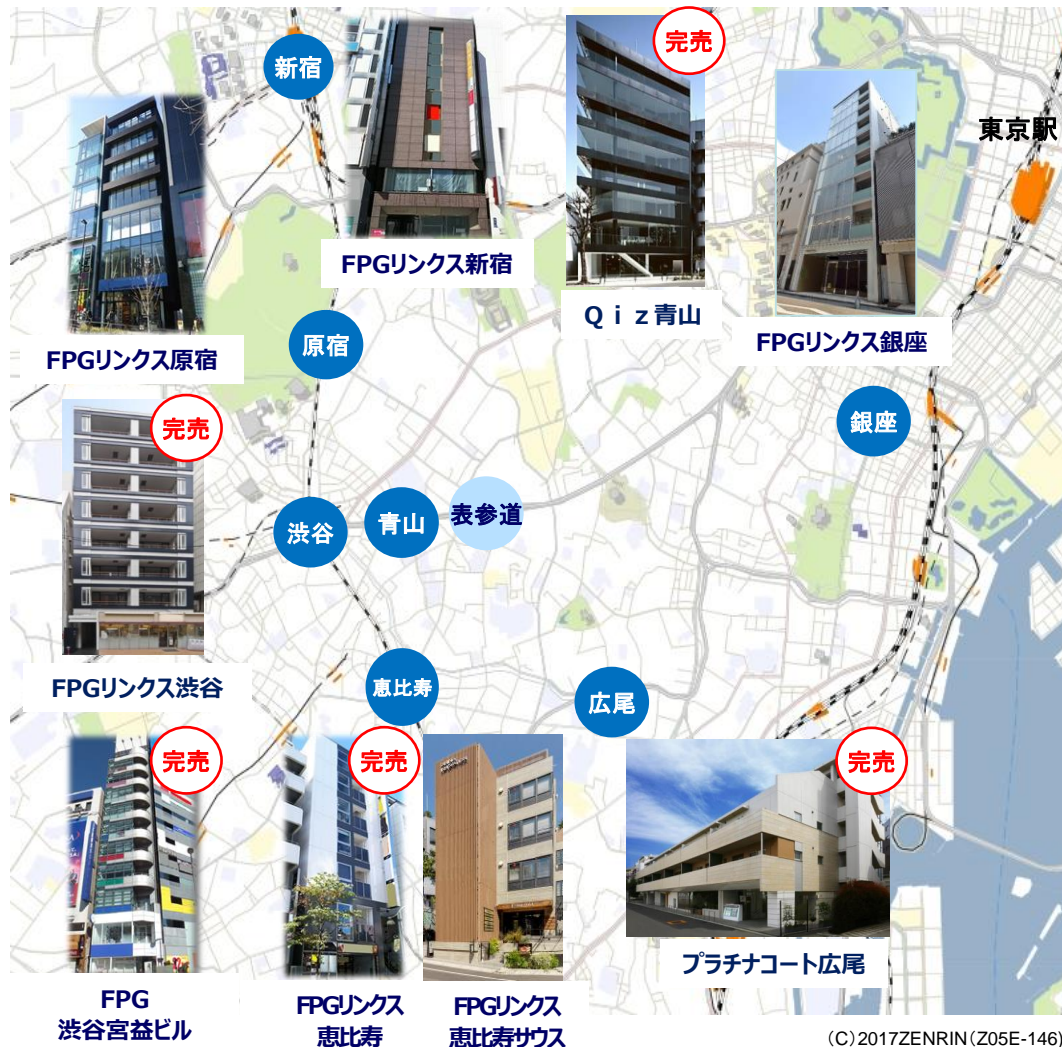 新宿
完売
東京駅
FPGリンクス新宿
Ｑｉｚ青山
FPGリンクス銀座
FPGリンクス原宿
原宿
完売
銀座
渋谷
青山
表参道
FPGリンクス渋谷
恵比寿
広尾
完売
完売
完売
プラチナコート広尾
FPG
渋谷宮益ビル
FPGリンクス
恵比寿
FPGリンクス
恵比寿サウス
(C)2017ZENRIN(Z05E-146)